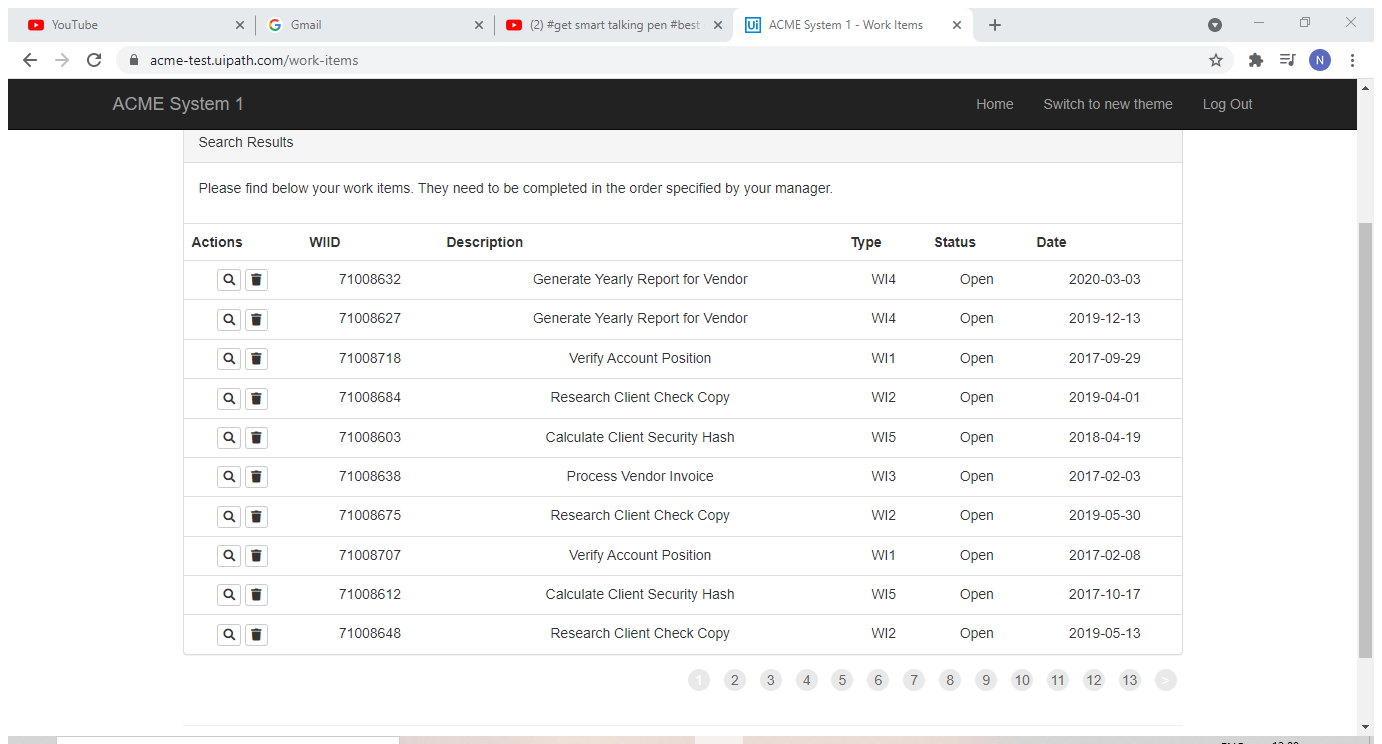 YouTube
Gmail
(2) #get smart talking pen #best
ACME System 1 - Work Items
acme-test.uipath.com/work-items
N
ACME System 1 Home Switch to new theme Log Out
Search Results
Please find below your work items. They need to be completed in the order specified by your manager.
Actions WIID Description Type Status Date
71008632 Generate Yearly Report for Vendor WI4 Open 2020-03-03
71008627 Generate Yearly Report for Vendor WI4 Open 2019-12-13
71008718 Verify Account Position WI1 Open 2017-09-29
71008684 Research Client Check Copy WI2 Open 2019-04-01
71008603 Calculate Client Security Hash WI5 Open 2018-04-19
71008638 Process Vendor Invoice WI3 Open 2017-02-03
71008675 Research Client Check Copy WI2 Open 2019-05-30
71008707 Verify Account Position WI1 Open 2017-02-08
71008612 Calculate Client Security Hash WI5 Open 2017-10-17
71008648 Research Client Check Copy WI2 Open 2019-05-13
1 2 3 4 5 6 7 8 9 10 11 12 13 >